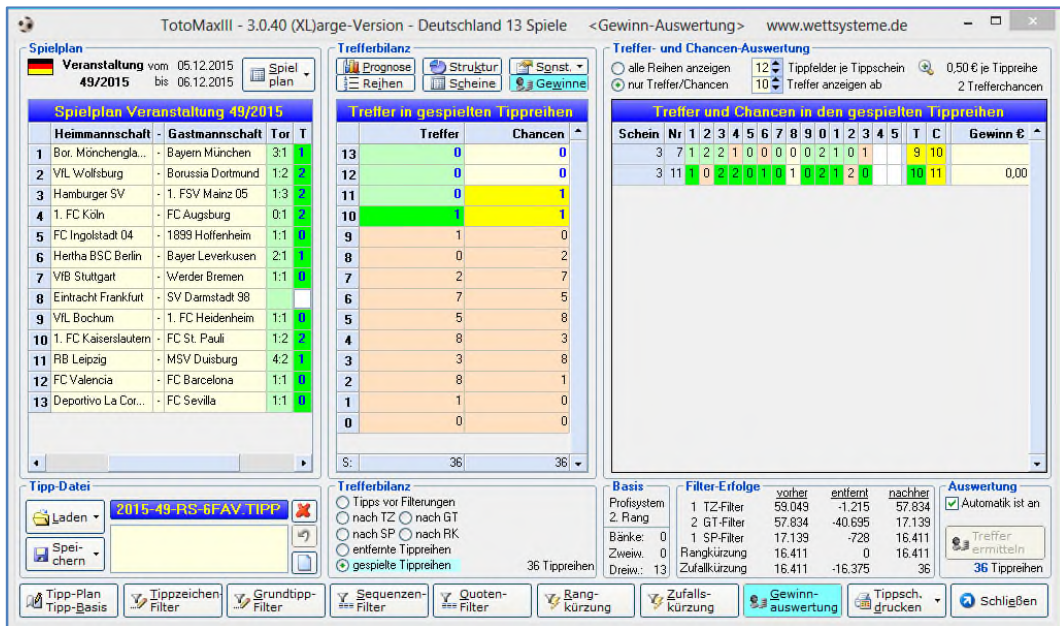 TotoMaxIII - 3.0.40 (XL)arge-Version - Deutschland 13 Spiele <Gewinn-Auswertung> www.wettsysteme.de
Spielplan
Veranstaltung vom 05.12.2015
49/2015 bis 06.12.2015
Spiel plan
Spielplan Veranstaltung 49/2015
Heimmannschaft - Gastmannschaft Tor T
1 Bor. Mönchengla... - Bayern München 3:1 1
2 VfL Wolfsburg - Borussia Dortmund 1:2 2
3 Hamburger SV - 1. FSV Mainz 05 1:3 2
4 1. FC Köln - FC Augsburg 0:1 2
5 FC Ingolstadt 04 - 1899 Hoffenheim 1:1 0
6 Hertha BSC Berlin - Bayer Leverkusen 2:1 1
7 VfB Stuttgart - Werder Bremen 1:1 0
8 Eintracht Frankfurt - SV Darmstadt 98
9 VfL Bochum - 1. FC Heidenheim 1:1 0
10 1. FC Kaiserslautern - FC St. Pauli 1:2 2
11 RB Leipzig - MSV Duisburg 4:2 1
12 FC Valencia - FC Barcelona 1:1 0
13 Deportivo La Cor... - FC Sevilla 1:1 0
Trefferbilanz
Prognose Struktur Sonst.
Reihen Scheine Gewinne
Treffer in gespielten Tippreihen
Treffer Chancen
13 0 0
12 0 0
11 0 1
10 1 1
9 1 0
8 0 2
7 2 7
6 7 5
5 5 8
4 8 3
3 3 8
2 8 1
1 1 0
0 0 0
S: 36 36
Treffer- und Chancen-Auswertung
alle Reihen anzeigen 12 Tippfelder je Tippschein 0,50 € je Tippreihe
nur Treffer/Chancen 10 Treffer anzeigen ab 2 Trefferchancen
Treffer und Chancen in den gespielten Tippreihen
Schein Nr 1 2 3 4 5 6 7 8 9 0 1 2 3 4 5 T C Gewinn €
3 7 1 2 2 1 0 0 0 0 0 2 1 0 1 9 10
3 11 1 0 2 2 0 1 0 1 0 2 1 2 0 10 11 0,00
Tipp-Datei
Laden
2015-49-RS-6FAV.TIPP
Spei- chern
Trefferbilanz
Tipps vor Filterungen
nach TZ nach GT
nach SP nach RK
entfernte Tippreihen
gespielte Tippreihen 36 Tippreihen
Basis
Profisystem
2. Rang
Bänke: 0
Zweiw. 0
Dreiw.: 13
Filter-Erfolge vorher entfernt nachher
1 TZ-Filter 59.049 -1.215 57.834
2 GT-Filter 57.834 -40.695 17.139
1 SP-Filter 17.139 -728 16.411
Rangkürzung 16.411 0 16.411
Zufallkürzung 16.411 -16.375 36
Auswertung
Automatik ist an
Treffer ermitteln
36 Tippreihen
Tipp-Plan Tipp-Basis
Tippzeichen- Filter
Grundtipp- Filter
Sequenzen- Filter
Quoten- Filter
Rang- kürzung
Zufalls- kürzung
Gewinn- auswertung
Tippsch. drucken
Schließen